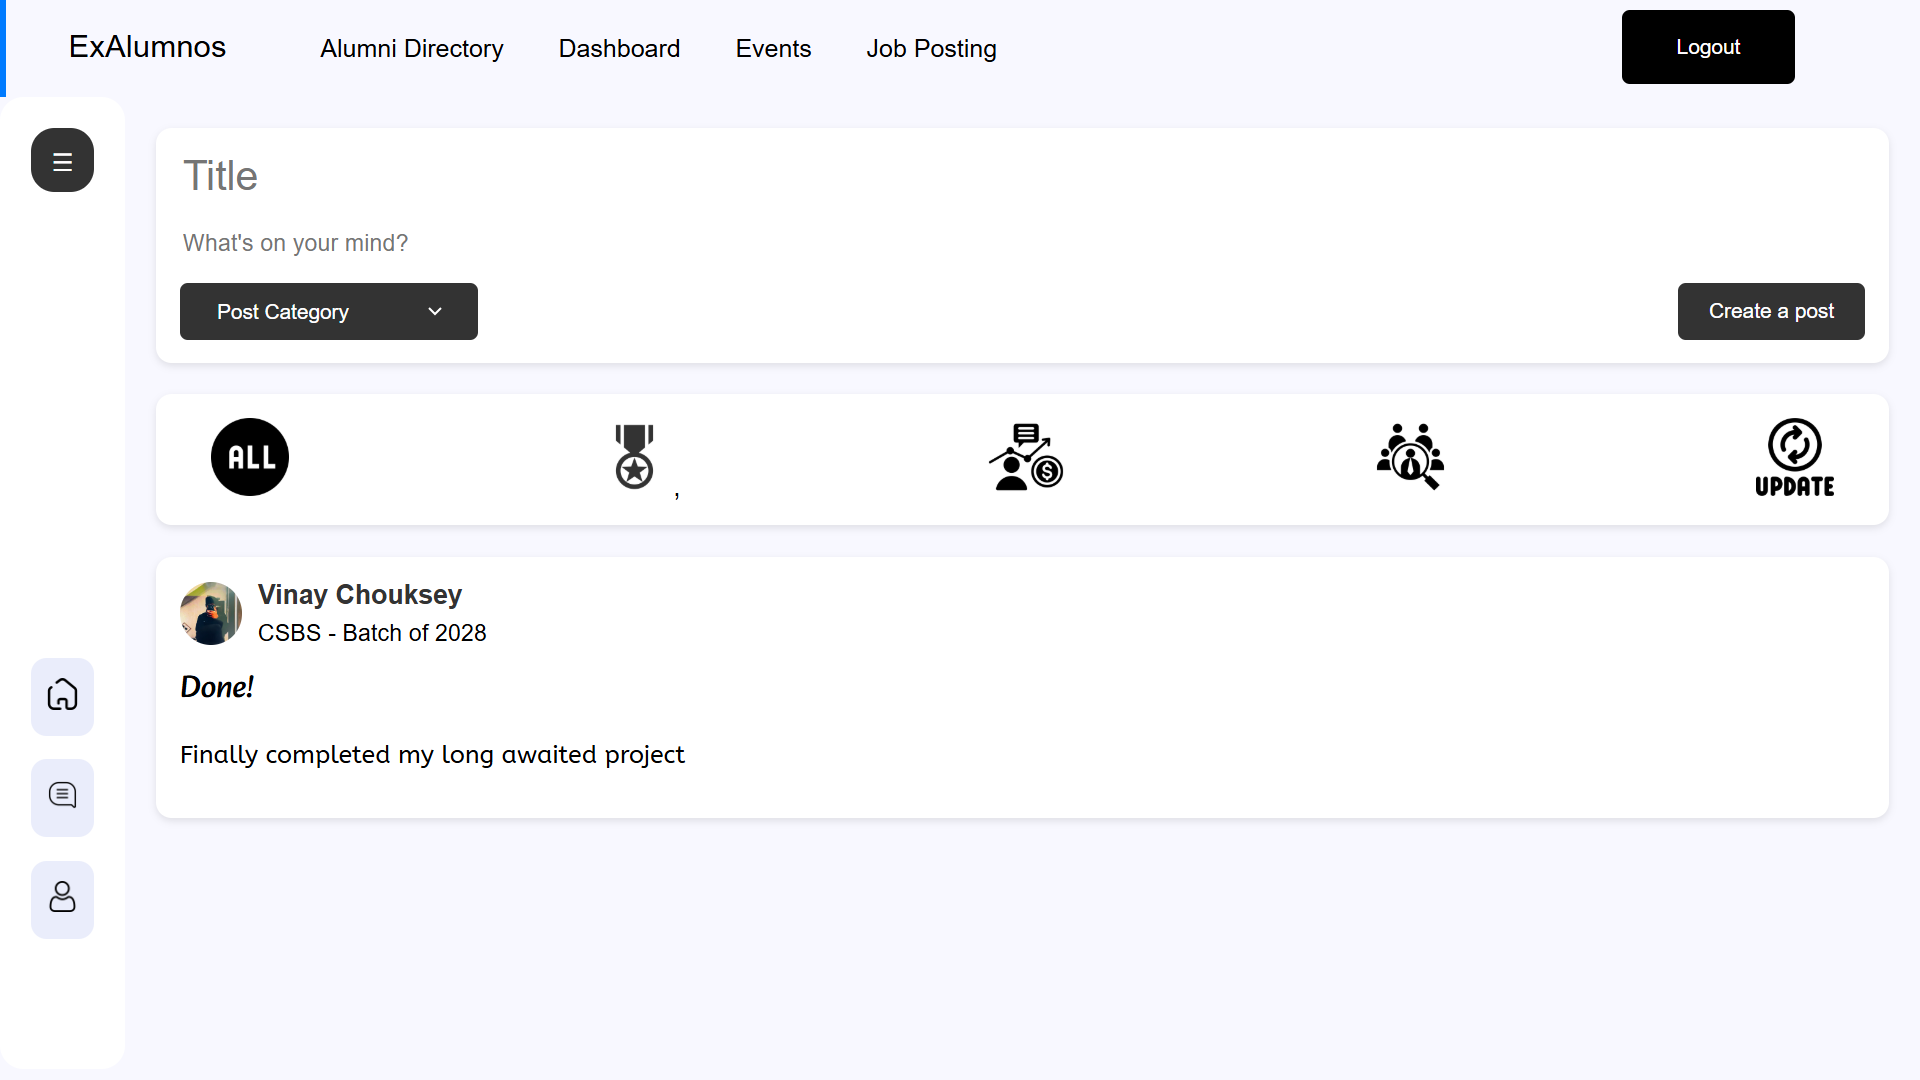 ExAlumnos Alumni Directory Dashboard Events Job Posting Logout
Title
What's on your mind?
Post Category Create a post
ALL , UPDATE
Vinay Chouksey
CSBS - Batch of 2028
Done!
Finally completed my long awaited project